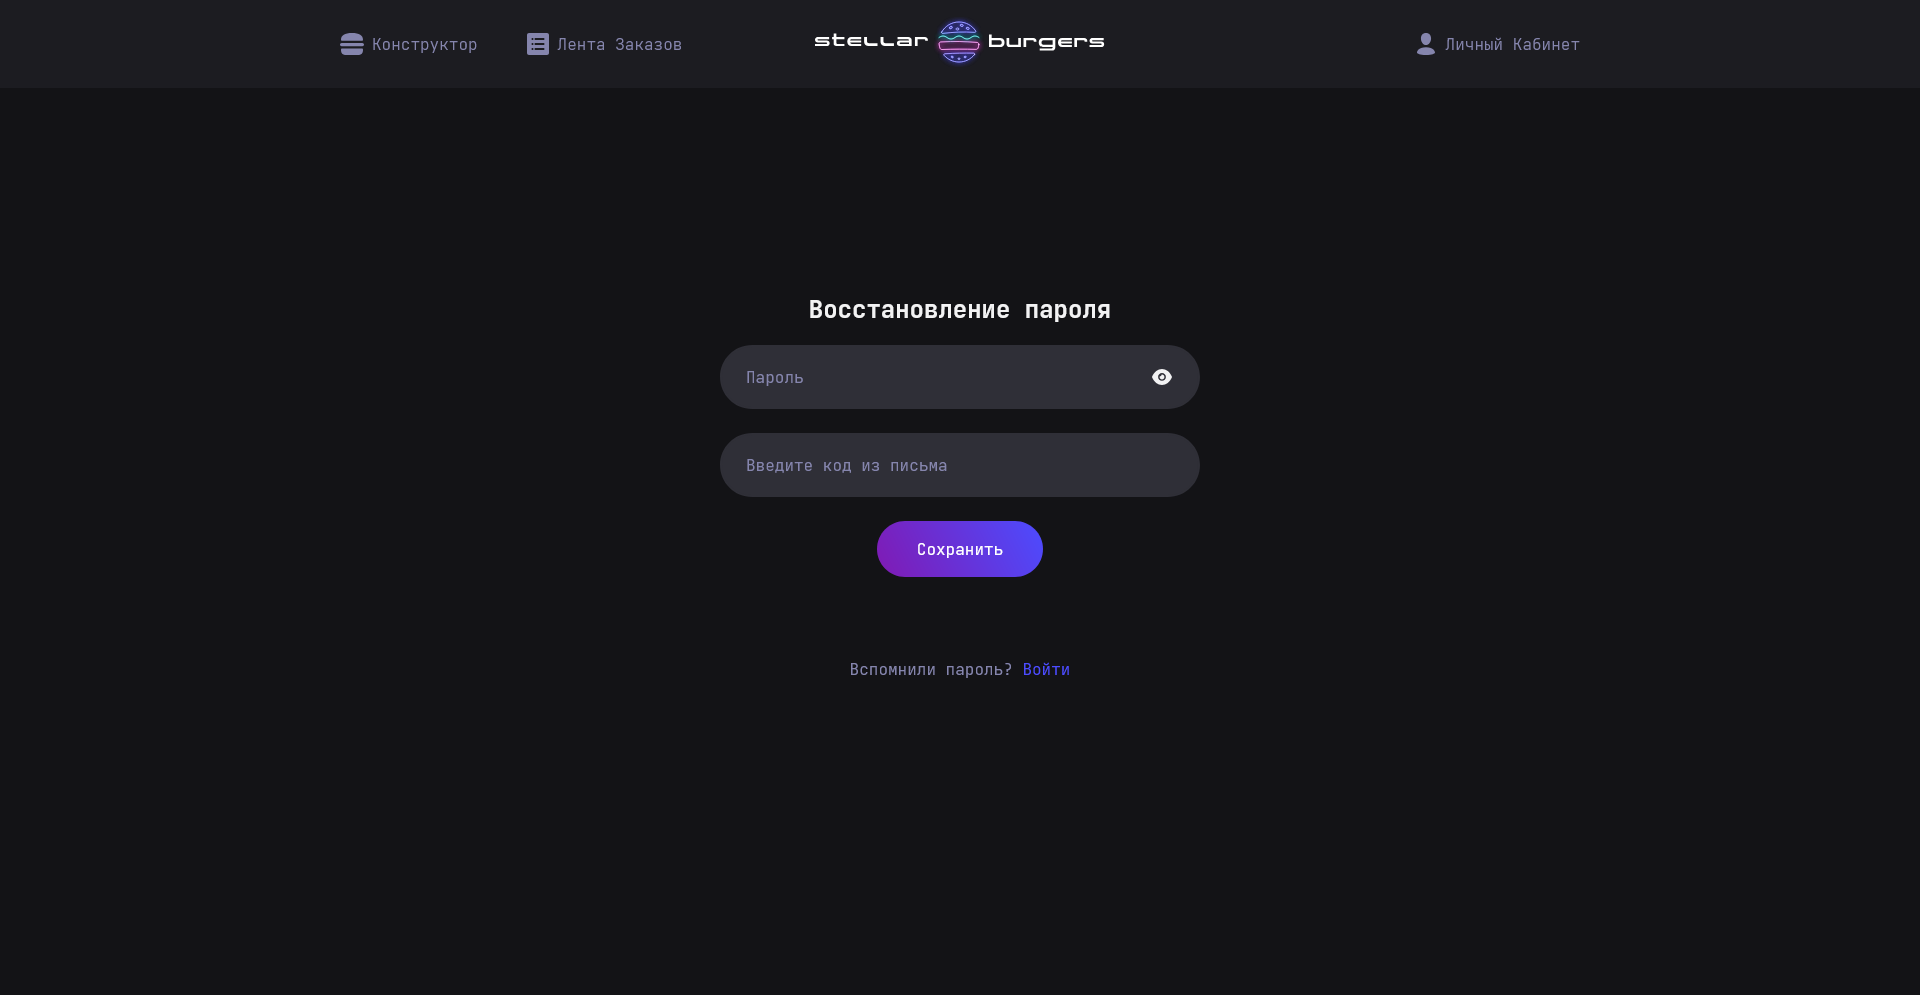 Конструктор
Лента Заказов
stellar burgers
Личный Кабинет
Восстановление пароля
Пароль
Введите код из письма
Сохранить
Вспомнили пароль? Войти